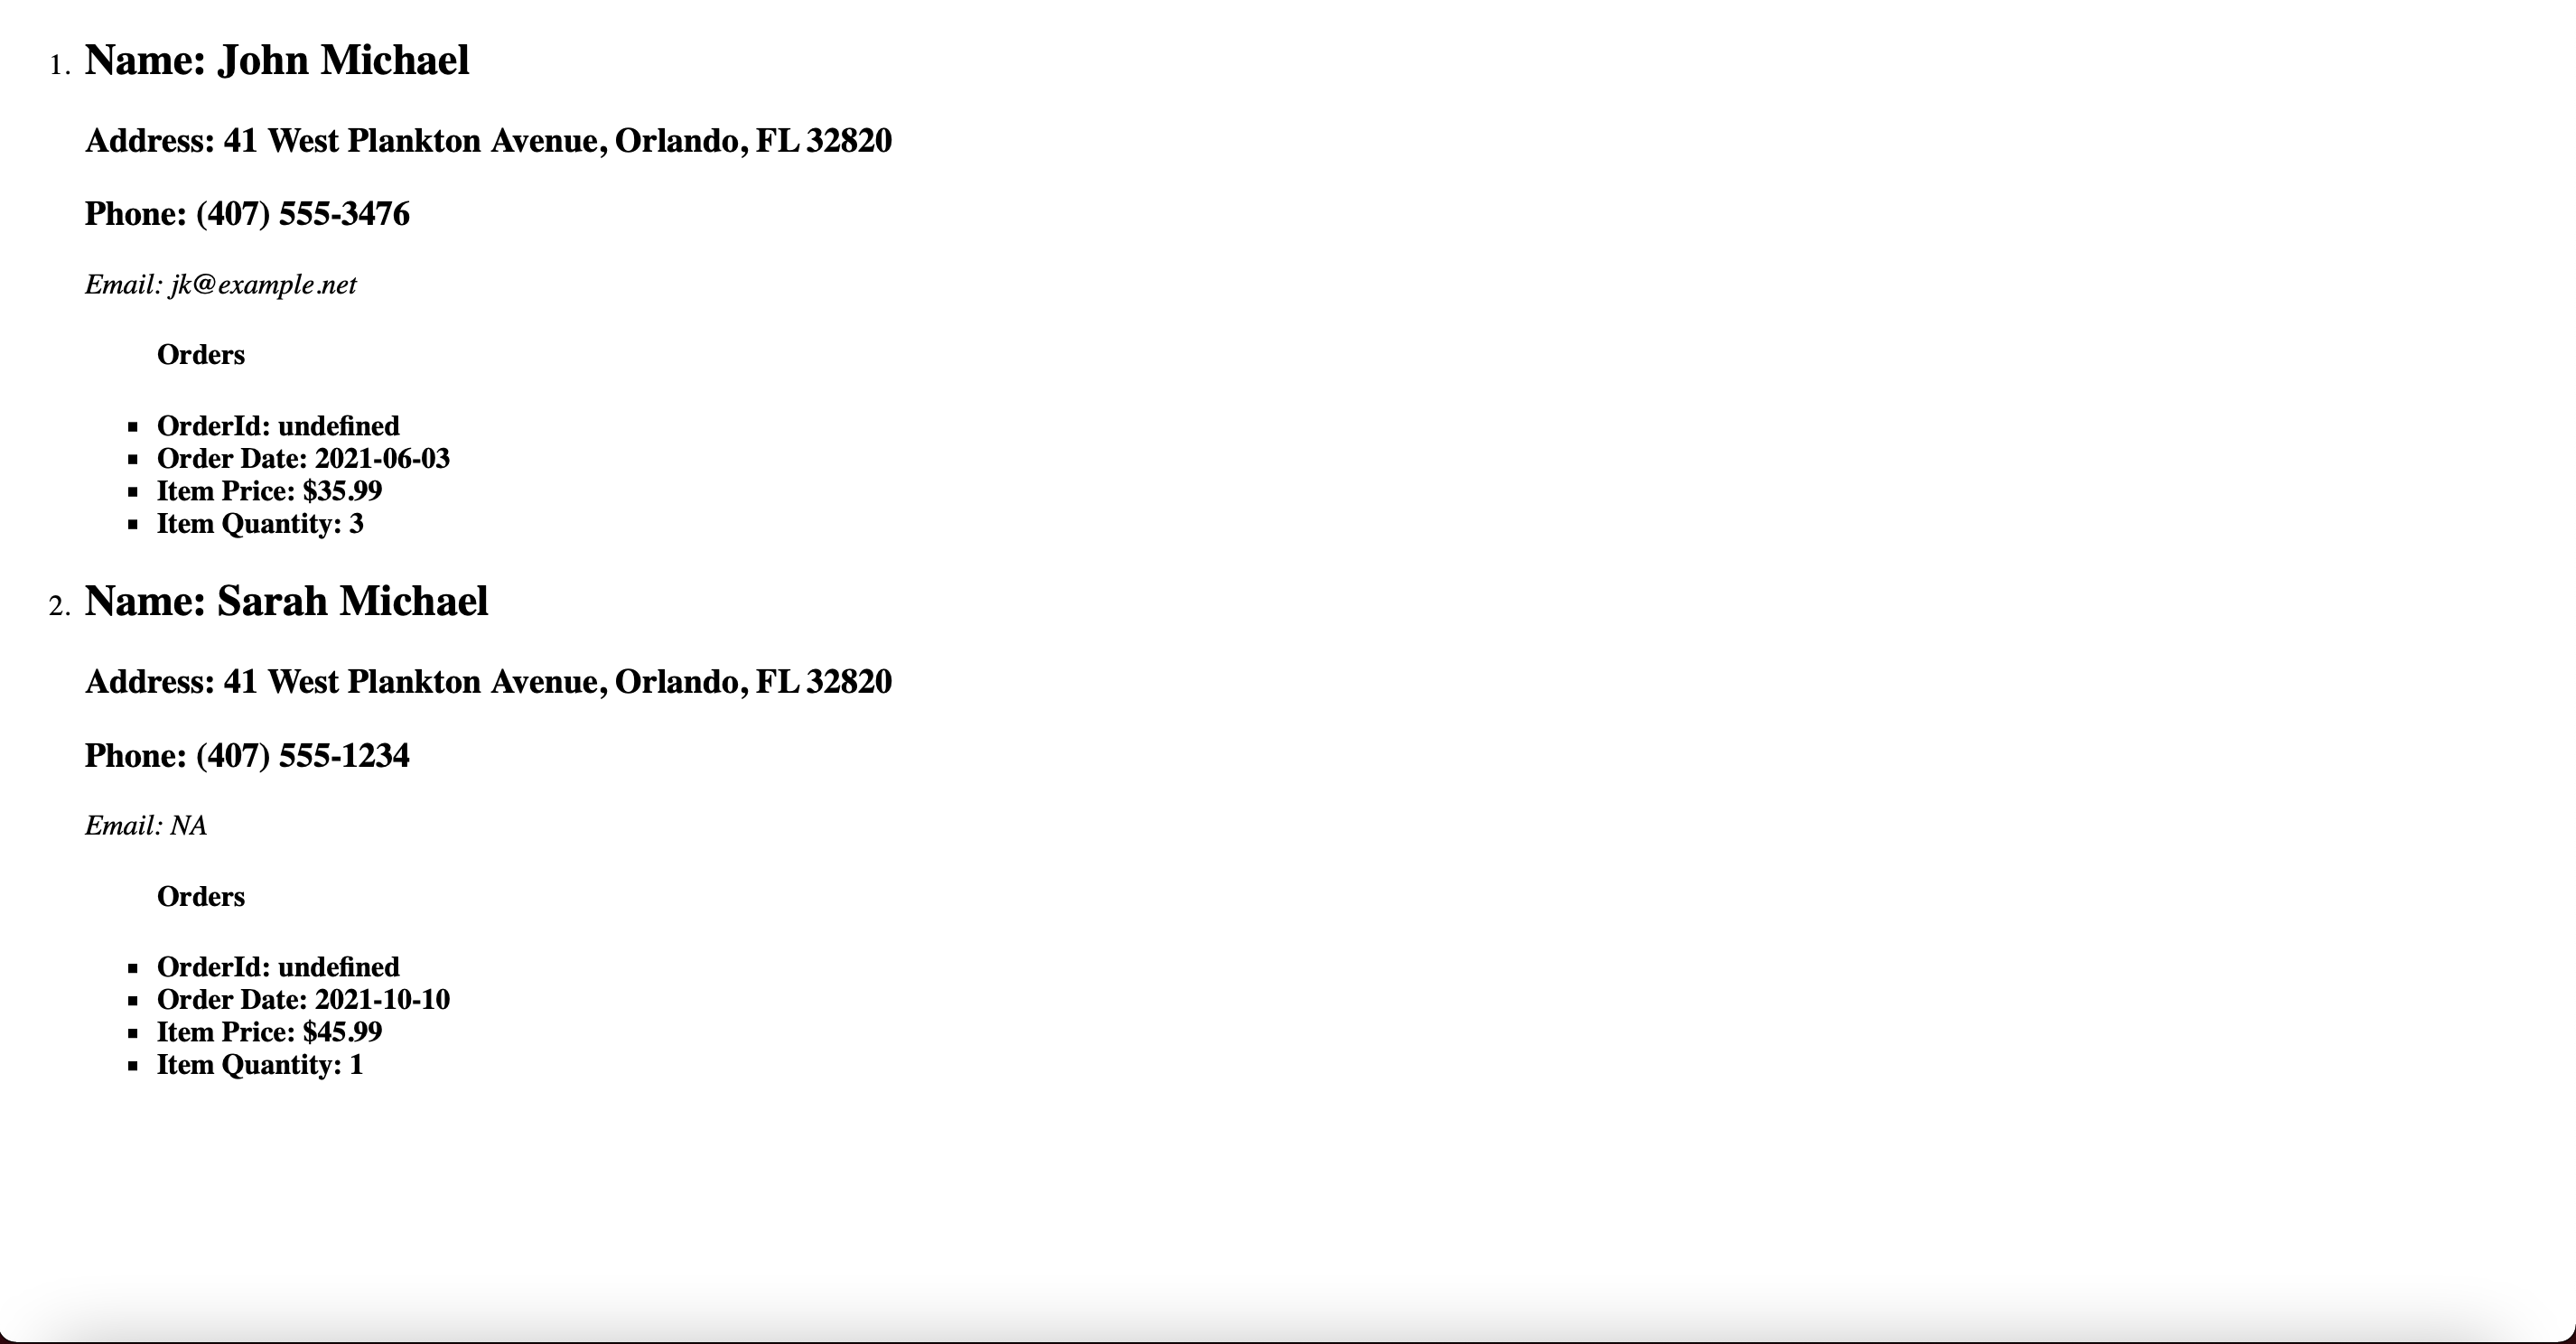 1. Name: John Michael
Address: 41 West Plankton Avenue, Orlando, FL 32820
Phone: (407) 555-3476
Email: jk@example.net
Orders
▪ OrderId: undefined
▪ Order Date: 2021-06-03
▪ Item Price: $35.99
▪ Item Quantity: 3
2. Name: Sarah Michael
Address: 41 West Plankton Avenue, Orlando, FL 32820
Phone: (407) 555-1234
Email: NA
Orders
▪ OrderId: undefined
▪ Order Date: 2021-10-10
▪ Item Price: $45.99
▪ Item Quantity: 1